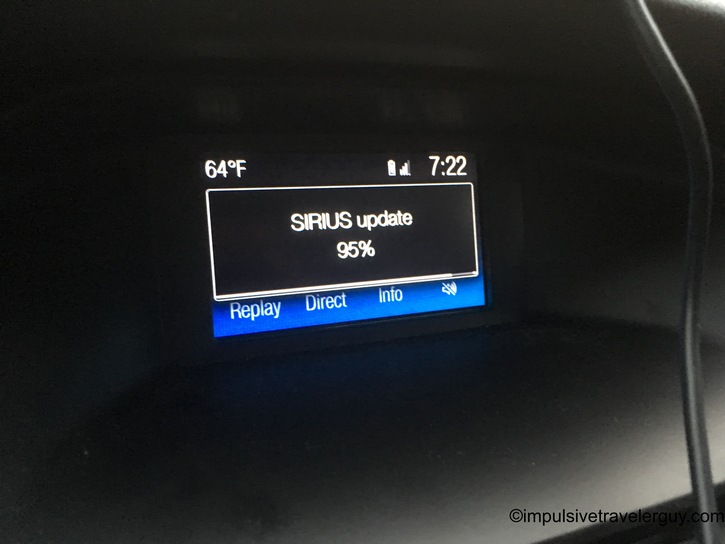 64°F 7:22
SIRIUS update
95%
Replay Direct Info
©impulsivetravelerguy.com